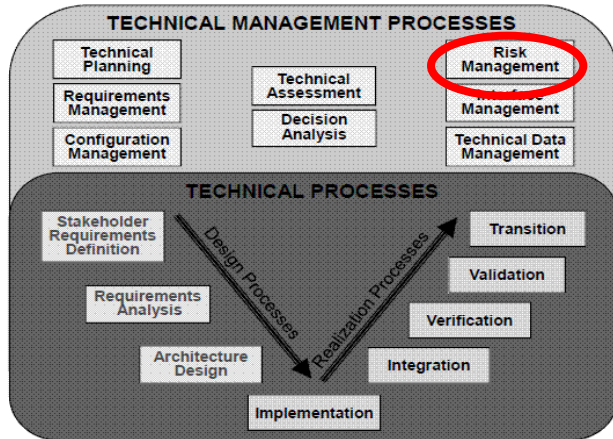 TECHNICAL MANAGEMENT PROCESSES
Technical
Planning
Requirements
Management
Configuration
Management
Technical
Assessment
Decision
Analysis
Risk
Management
Interface
Management
Technical Data
Management
TECHNICAL PROCESSES
Stakeholder
Requirements
Definition
Requirements
Analysis
Architecture
Design
Design Processes
Implementation
Realization Processes
Transition
Validation
Verification
Integration